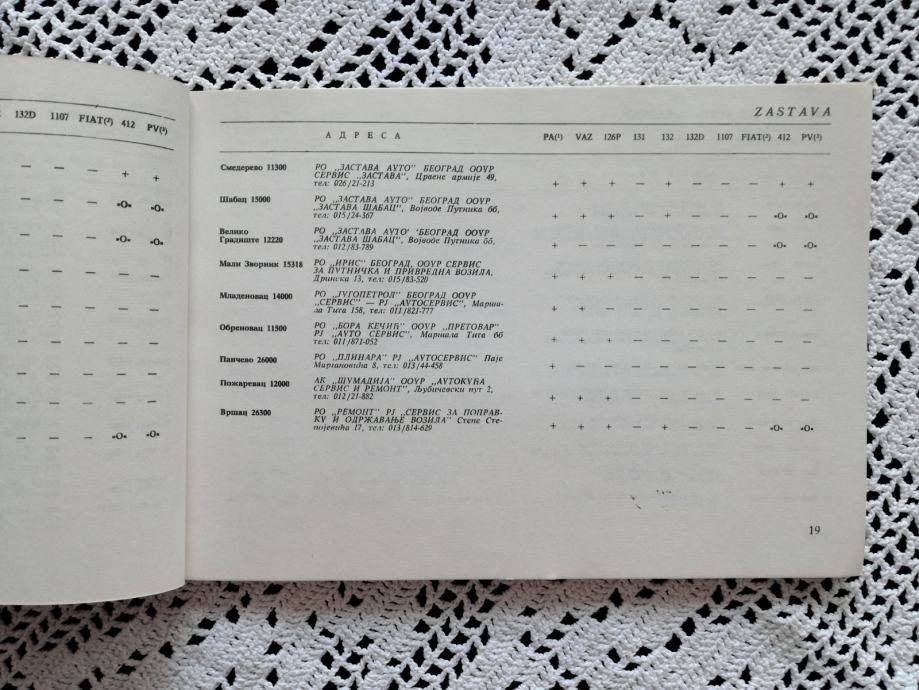 132D 1107 FIAT(²) 412 PV(³)
— — — + +
— — — «O» «O»
— — — «O» «O»
— — — — —
— — — — —
— — — — —
— — — — —
— — — — —
— — — — —
— — — «O» «O»
ZASTAVA
АДРЕСА PA(¹) VAZ 126P 131 132 132D 1107 FIAT(²) 412 PV(³)
Смедерево 11300 РО „ЗАСТАВА АУТО" БЕОГРАД ООУР
СЕРВИС „ЗАСТАВА", Црвене армије 49,
тел: 026/21-213 + + + — + — — — + +
Шабац 15000 РО „ЗАСТАВА АУТО" БЕОГРАД ООУР
„ЗАСТАВА ШАБАЦ", Војводе Путника бб,
тел: 015/24-367 + + + — + — — — «O» «O»
Велико РО „ЗАСТАВА АУТО' 'БЕОГРАД ООУР
Градиште 12220 „ЗАСТАВА ШАБАЦ" Војводе Путника бб,
тел: 012/83-789 + — — — — — — — «O» «O»
Мали Зворник 15318 РО „ИРИС" БЕОГРАД, ООУР СЕРВИС
ЗА ПУТНИЧКА И ПРИВРЕДНА ВОЗИЛА,
Дринска 13, тел: 015/83-520 + + + — — — — — — —
Младеновац 14000 РО „ЈУГОПЕТРОЛ" БЕОГРАД ООУР
„СЕРВИС" — РЈ „АУТОСЕРВИС", Марша-
ла Тита 158, тел: 011/821-777 + + — — — — — — — —
Обреновац 11500 РО „БОРА КЕЧИЋ" ООУР „ПРЕТОВАР"
РЈ „АУТО СЕРВИС", Маршала Тита бб
тел: 011/871-052 + + + — — — — — — —
Панчево 26000 РО „ПЛИНАРА" РЈ „АУТОСЕРВИС" Паје
Маргановића 8, тел: 013/44-458 + — — — — — — — — —
Пожаревац 12000 АК „ШУМАДИЈА" ООУР „АУТОКУЋА
СЕРВИС И РЕМОНТ", Љубичевски пут 2,
тел: 012/21-882 + + + — — — — — — —
Вршац 26300 РО „РЕМОНТ" РЈ „СЕРВИС ЗА ПОПРАВ-
КУ И ОДРЖАВАЊЕ ВОЗИЛА" Степе Сте-
појевића 17, тел: 013/814-629 + + + — + — — — «O» «O»
19